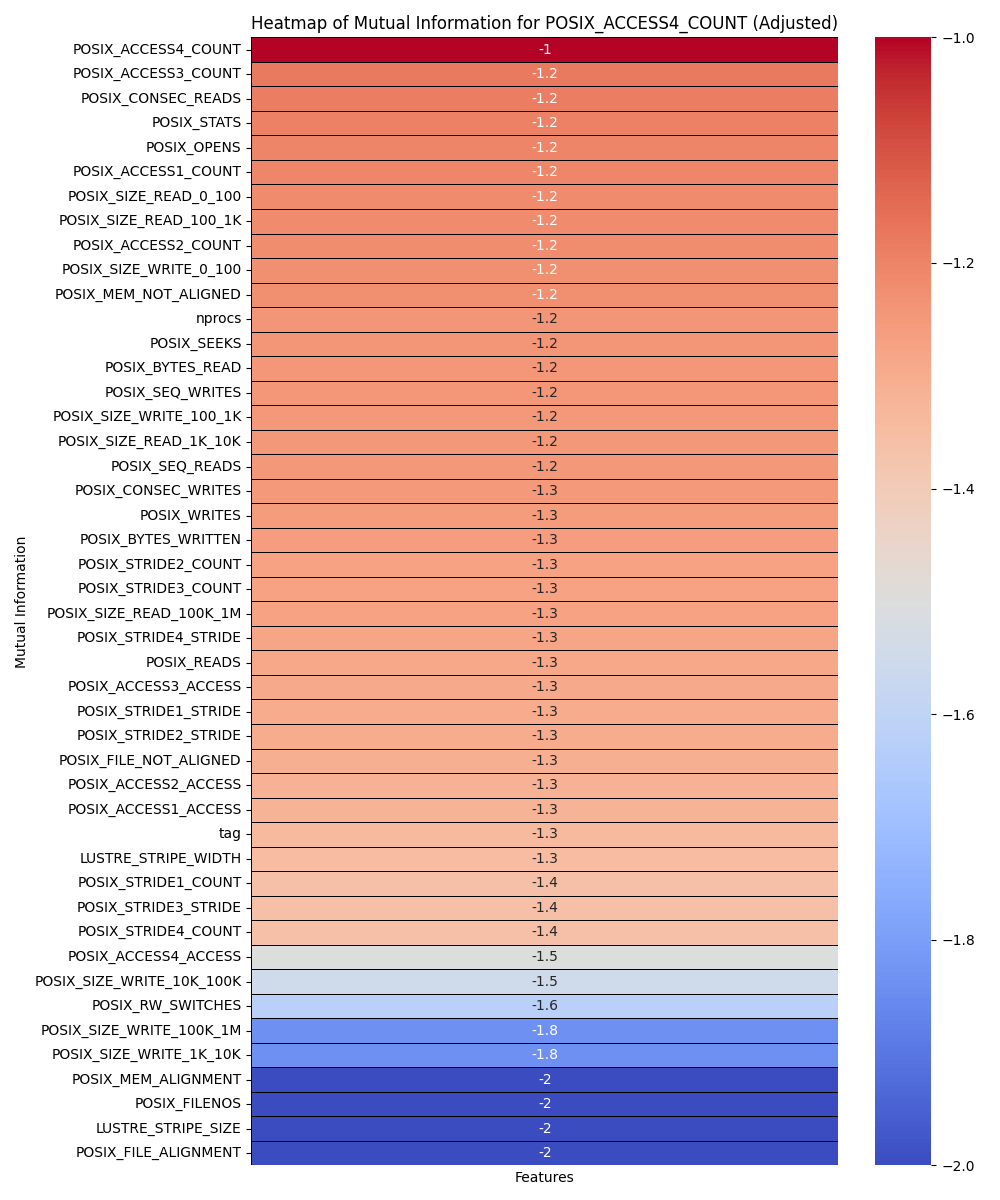 Heatmap of Mutual Information for POSIX_ACCESS4_COUNT (Adjusted)
POSIX_ACCESS4_COUNT -1
POSIX_ACCESS3_COUNT -1.2
POSIX_CONSEC_READS -1.2
POSIX_STATS -1.2
POSIX_OPENS -1.2
POSIX_ACCESS1_COUNT -1.2
POSIX_SIZE_READ_0_100 -1.2
POSIX_SIZE_READ_100_1K -1.2
POSIX_ACCESS2_COUNT -1.2
POSIX_SIZE_WRITE_0_100 -1.2
POSIX_MEM_NOT_ALIGNED -1.2
nprocs -1.2
POSIX_SEEKS -1.2
POSIX_BYTES_READ -1.2
POSIX_SEQ_WRITES -1.2
POSIX_SIZE_WRITE_100_1K -1.2
POSIX_SIZE_READ_1K_10K -1.2
POSIX_SEQ_READS -1.2
POSIX_CONSEC_WRITES -1.3
POSIX_WRITES -1.3
POSIX_BYTES_WRITTEN -1.3
POSIX_STRIDE2_COUNT -1.3
POSIX_STRIDE3_COUNT -1.3
POSIX_SIZE_READ_100K_1M -1.3
POSIX_STRIDE4_STRIDE -1.3
POSIX_READS -1.3
POSIX_ACCESS3_ACCESS -1.3
POSIX_STRIDE1_STRIDE -1.3
POSIX_STRIDE2_STRIDE -1.3
POSIX_FILE_NOT_ALIGNED -1.3
POSIX_ACCESS2_ACCESS -1.3
POSIX_ACCESS1_ACCESS -1.3
tag -1.3
LUSTRE_STRIPE_WIDTH -1.3
POSIX_STRIDE1_COUNT -1.4
POSIX_STRIDE3_STRIDE -1.4
POSIX_STRIDE4_COUNT -1.4
POSIX_ACCESS4_ACCESS -1.5
POSIX_SIZE_WRITE_10K_100K -1.5
POSIX_RW_SWITCHES -1.6
POSIX_SIZE_WRITE_100K_1M -1.8
POSIX_SIZE_WRITE_1K_10K -1.8
POSIX_MEM_ALIGNMENT -2
POSIX_FILENOS -2
LUSTRE_STRIPE_SIZE -2
POSIX_FILE_ALIGNMENT -2
Mutual Information
Features
−1.0
−1.2
−1.4
−1.6
−1.8
−2.0